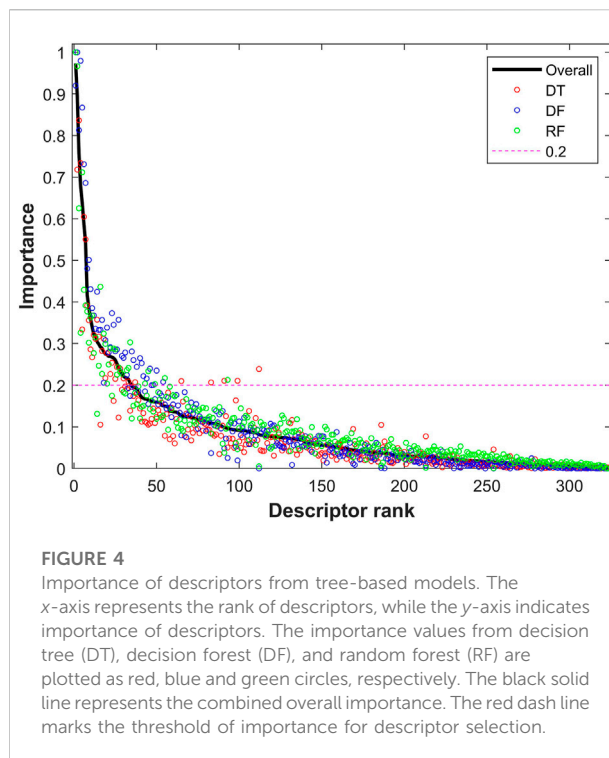 1
0.9
0.8
0.7
0.6
0.5
0.4
0.3
0.2
0.1
0
Importance
0 50 100 150 200 250 300
Descriptor rank
Overall
DT
DF
RF
0.2
FIGURE 4
Importance of descriptors from tree-based models. The
x-axis represents the rank of descriptors, while the y-axis indicates
importance of descriptors. The importance values from decision
tree (DT), decision forest (DF), and random forest (RF) are
plotted as red, blue and green circles, respectively. The black solid
line represents the combined overall importance. The red dash line
marks the threshold of importance for descriptor selection.